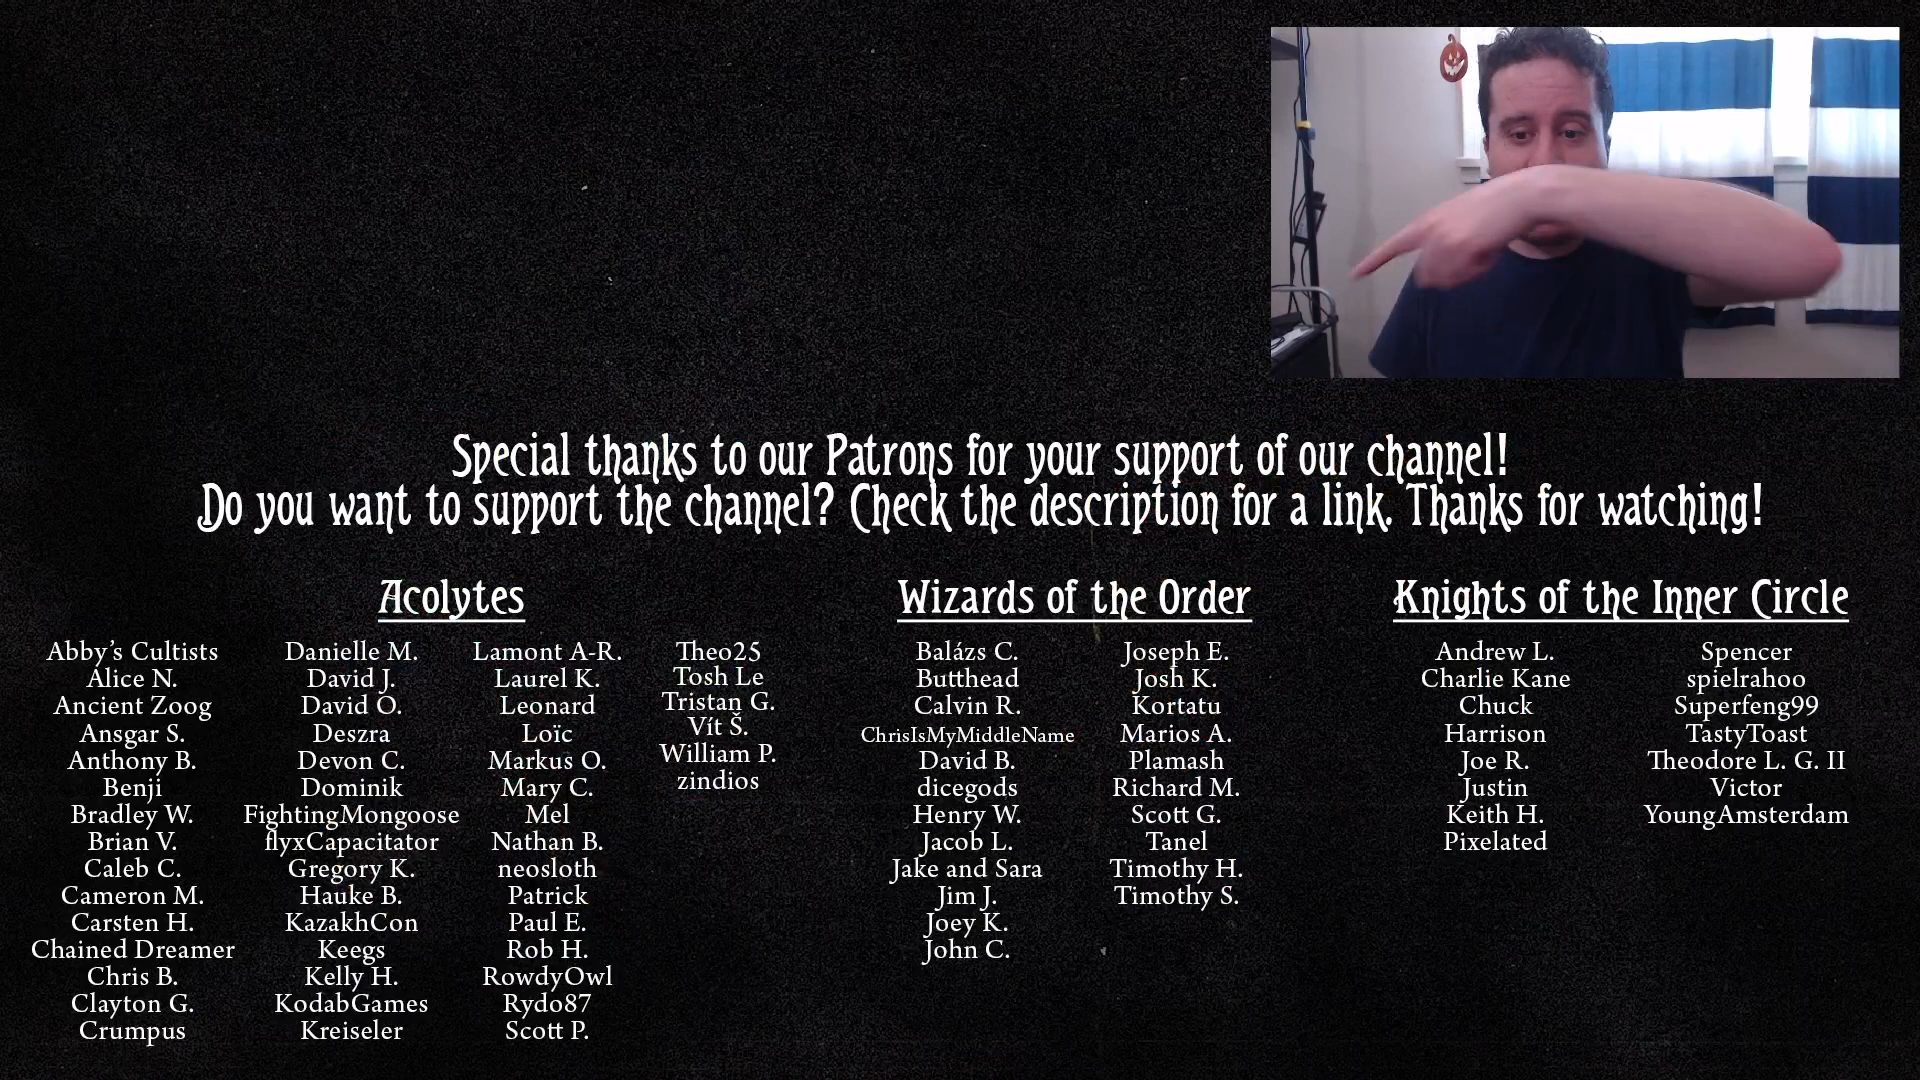 Special thanks to our Patrons for your support of our channel!
Do you want to support the channel? Check the description for a link. Thanks for watching!
Acolytes
Abby's Cultists
Alice N.
Ancient Zoog
Ansgar S.
Anthony B.
Benji
Bradley W.
Brian V.
Caleb C.
Cameron M.
Carsten H.
Chained Dreamer
Chris B.
Clayton G.
Crumpus
Danielle M.
David J.
David O.
Deszra
Devon C.
Dominik
FightingMongoose
flyxCapacitator
Gregory K.
Hauke B.
KazakhCon
Keegs
Kelly H.
KodabGames
Kreiseler
Lamont A-R.
Laurel K.
Leonard
Loïc
Markus O.
Mary C.
Mel
Nathan B.
neosloth
Patrick
Paul E.
Rob H.
RowdyOwl
Rydo87
Scott P.
Theo25
Tosh Le
Tristan G.
Vít Š.
William P.
zindios
Wizards of the Order
Balázs C.
Butthead
Calvin R.
ChrisIsMyMiddleName
David B.
dicegods
Henry W.
Jacob L.
Jake and Sara
Jim J.
Joey K.
John C.
Joseph E.
Josh K.
Kortatu
Marios A.
Plamash
Richard M.
Scott G.
Tanel
Timothy H.
Timothy S.
Knights of the Inner Circle
Andrew L.
Charlie Kane
Chuck
Harrison
Joe R.
Justin
Keith H.
Pixelated
Spencer
spielrahoo
Superfeng99
TastyToast
Theodore L. G. II
Victor
YoungAmsterdam